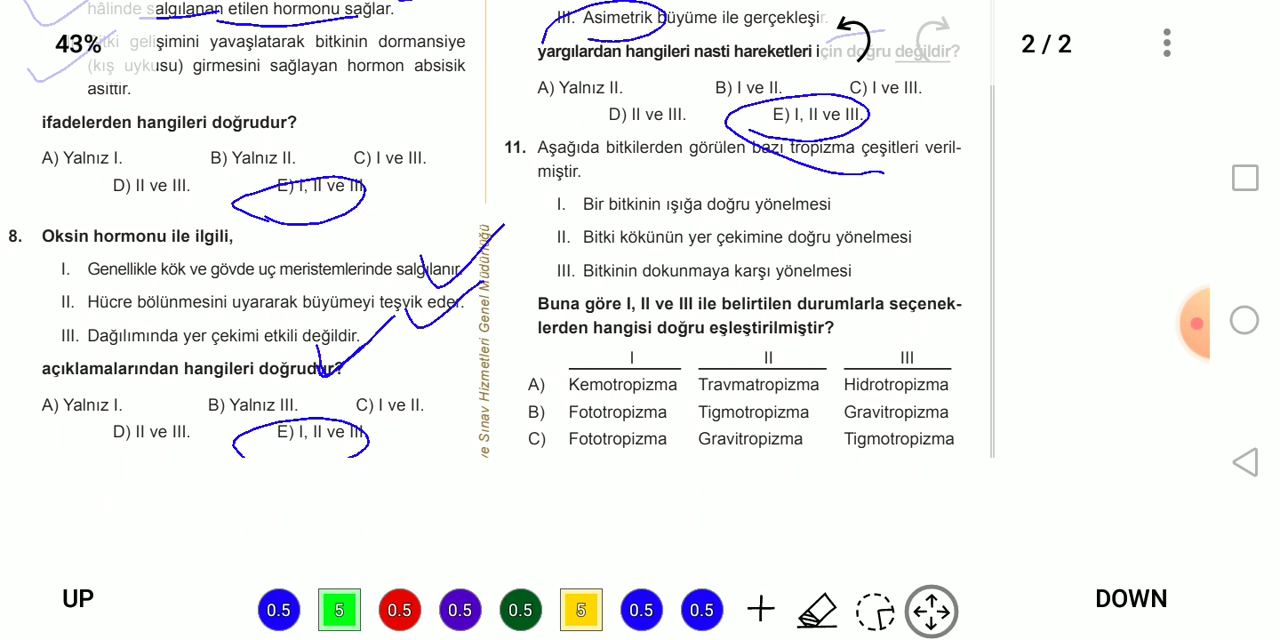 hâlinde salgılanan etilen hormonu sağlar.
43%
gelişimini yavaşlatarak bitkinin dormansiye
(kış uykusu) girmesini sağlayan hormon absisik
asittir.
ifadelerden hangileri doğrudur?
A) Yalnız I.
B) Yalnız II.
C) I ve III.
D) II ve III.
E) I, II ve III.
8. Oksin hormonu ile ilgili,
I. Genellikle kök ve gövde uç meristemlerinde salgılanır.
II. Hücre bölünmesini uyararak büyümeyi teşvik eder.
III. Dağılımında yer çekimi etkili değildir.
açıklamalarından hangileri doğrudur?
A) Yalnız I.
B) Yalnız III.
C) I ve II.
D) II ve III.
E) I, II ve III.
ve Sınav Hizmetleri Genel Müdürlüğü
III. Asimetrik büyüme ile gerçekleşir.
yargılardan hangileri nasti hareketleri için doğru değildir?
A) Yalnız II.
B) I ve II.
C) I ve III.
D) II ve III.
E) I, II ve III.
11. Aşağıda bitkilerden görülen bazı tropizma çeşitleri veril-
miştir.
I. Bir bitkinin ışığa doğru yönelmesi
II. Bitki kökünün yer çekimine doğru yönelmesi
III. Bitkinin dokunmaya karşı yönelmesi
Buna göre I, II ve III ile belirtilen durumlarla seçenek-
lerden hangisi doğru eşleştirilmiştir?
I II III
A) Kemotropizma Travmatropizma Hidrotropizma
B) Fototropizma Tigmotropizma Gravitropizma
C) Fototropizma Gravitropizma Tigmotropizma
2 / 2
UP
0.5 5 0.5 0.5 0.5 5 0.5 0.5
DOWN